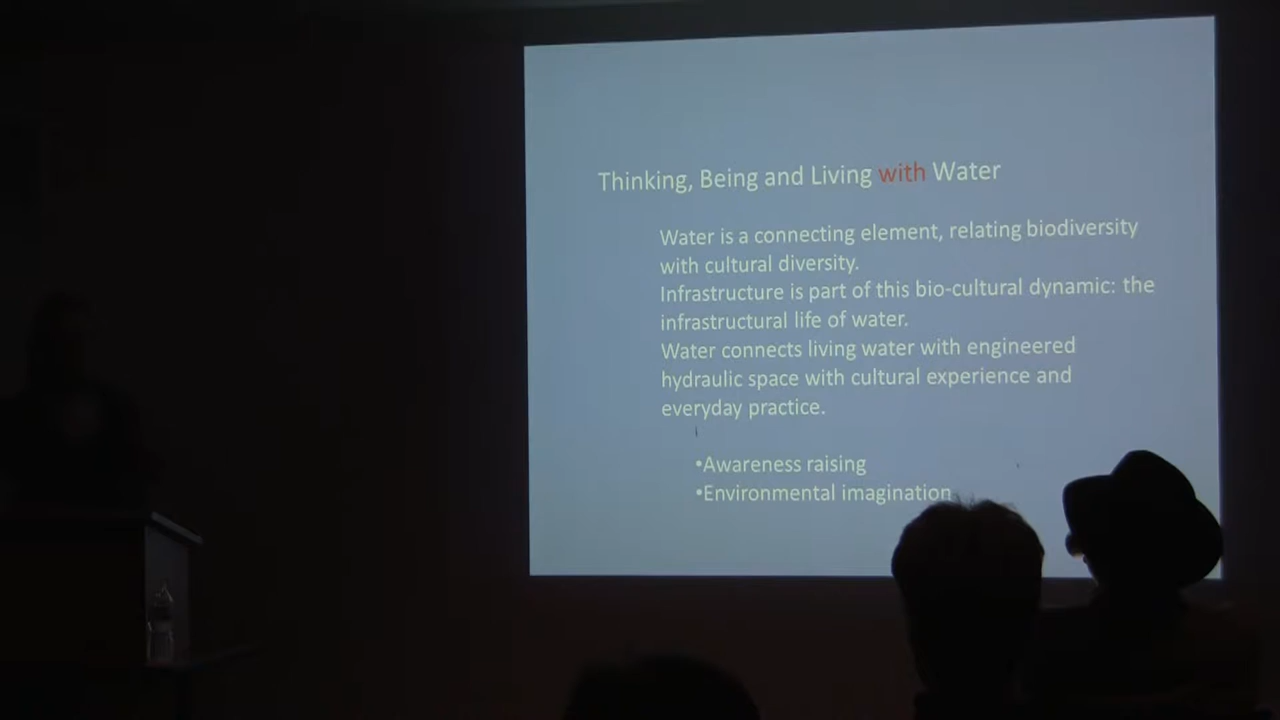 Thinking, Being and Living with Water
Water is a connecting element, relating biodiversity
with cultural diversity.
Infrastructure is part of this bio-cultural dynamic: the
infrastructural life of water.
Water connects living water with engineered
hydraulic space with cultural experience and
everyday practice.
•Awareness raising
•Environmental imagination